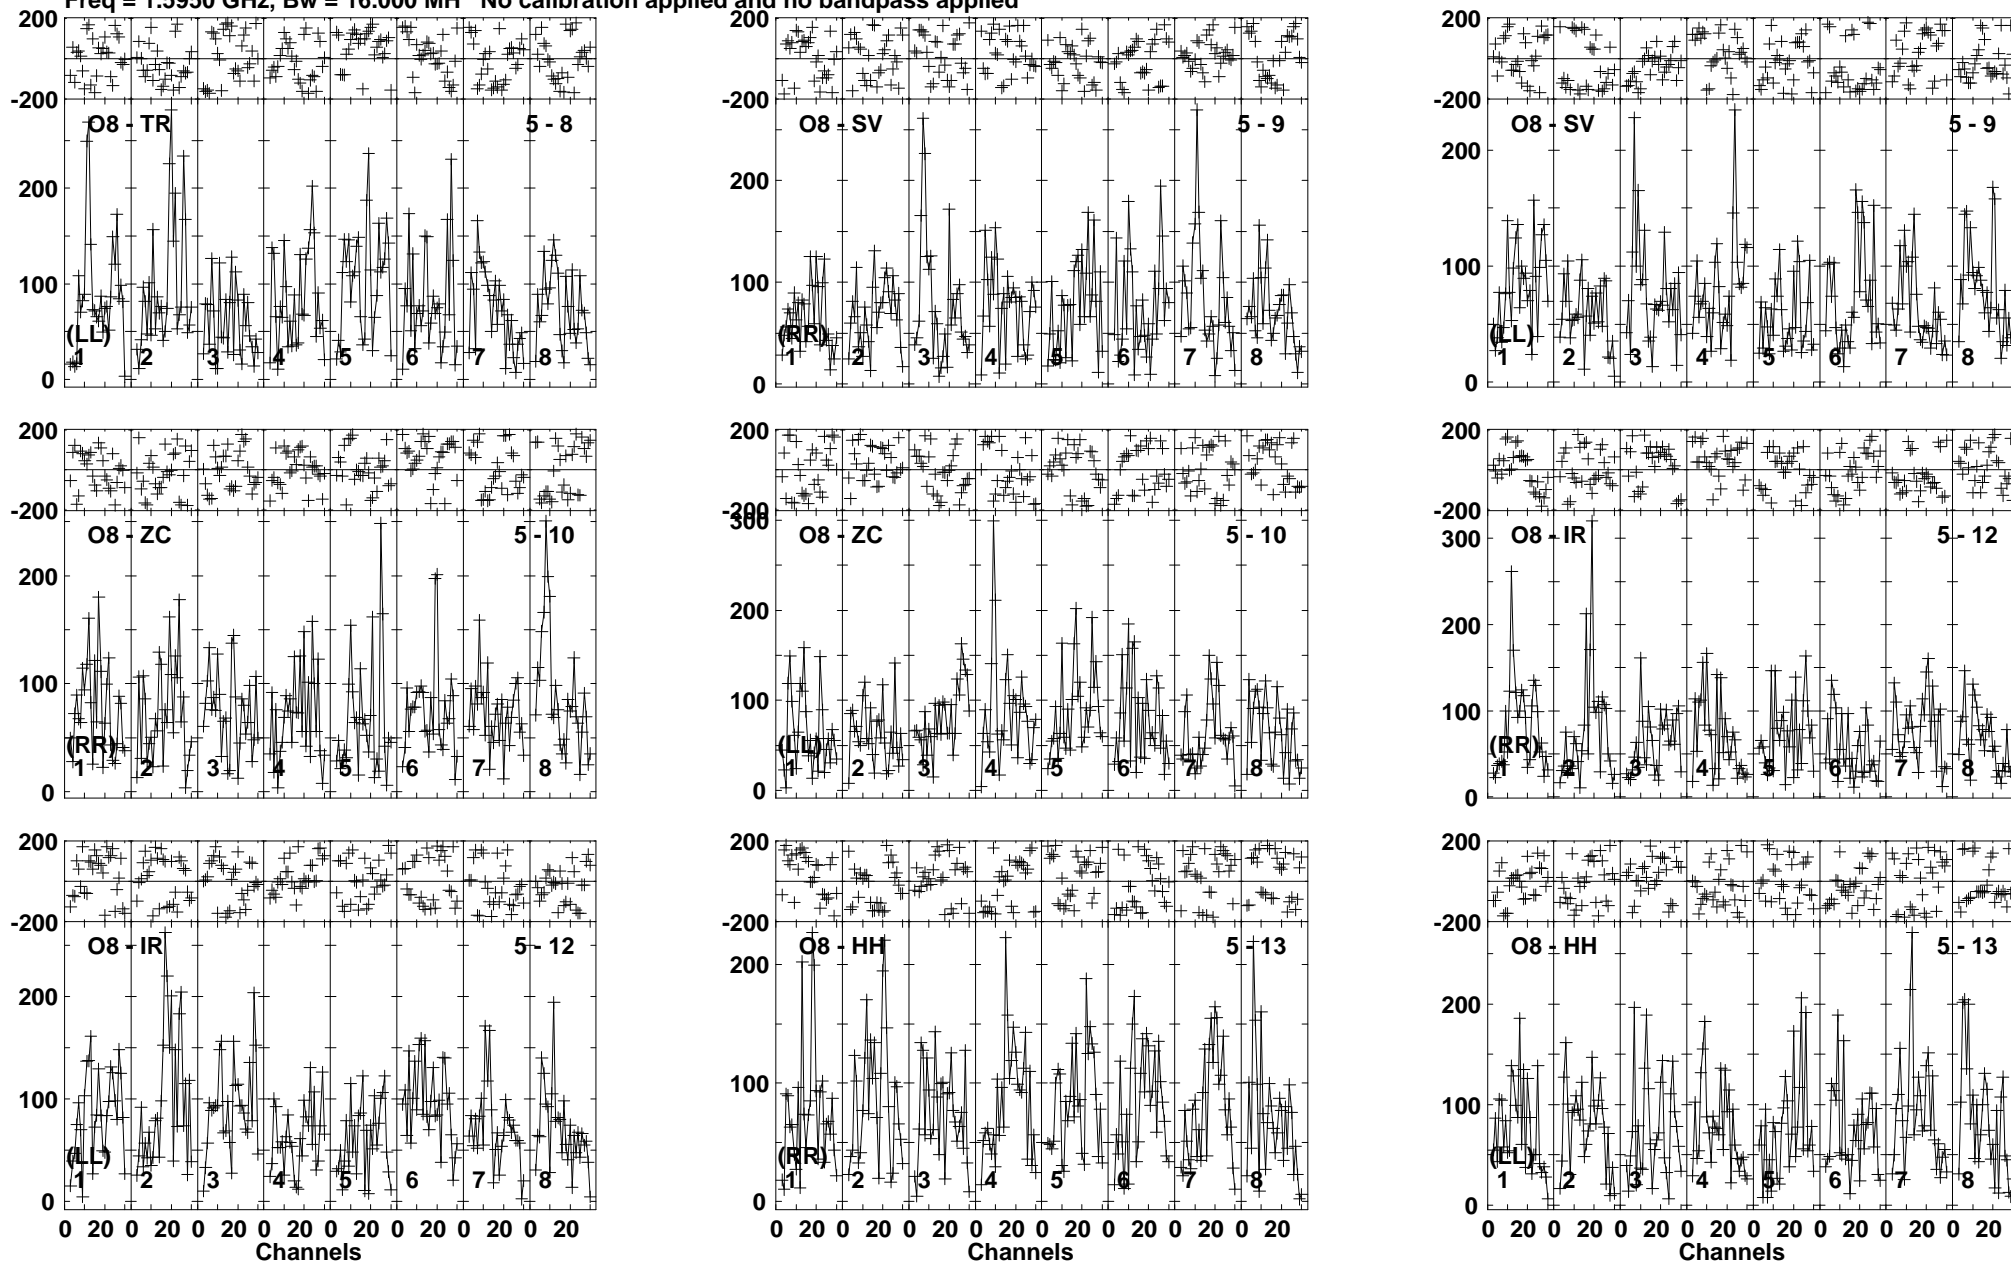 Freq = 1.5950 GHz, Bw = 16.000 MH No calibration applied and no bandpass applied
200 200 200
-200 -200 -200
O8 - TR 5 - 8 O8 - SV 5 - 9 O8 - SV 5 - 9
200 200 200
100 100 100
(LL) (RR) (LL)
1 2 3 4 5 6 7 8 1 2 3 4 5 6 7 8 1 2 3 4 5 6 7 8
0 0 0
200 200 200
-200 -200 -200
300
O8 - ZC 5 - 10 O8 - ZC 5 - 10 O8 - IR 5 - 12
300
200 200 200
100 100 100
(RR) (LL) (RR)
1 2 3 4 5 6 7 8 1 2 3 4 5 6 7 8 1 2 3 4 5 6 7 8
0 0 0
200 200 200
-200 -200 -200
O8 - IR 5 - 12 O8 - HH 5 - 13 O8 - HH 5 - 13
200 200 200
100 100 100
(LL) (RR) (LL)
1 2 3 4 5 6 7 8 1 2 3 4 5 6 7 8 1 2 3 4 5 6 7 8
0 0 0
0 20 0 20 0 20 0 20 0 20 0 20 0 20 0 20 0 20 0 20 0 20 0 20 0 20 0 20 0 20 0 20 0 20 0 20 0 20 0 20 0 20 0 20 0 20 0 20
Channels Channels Channels